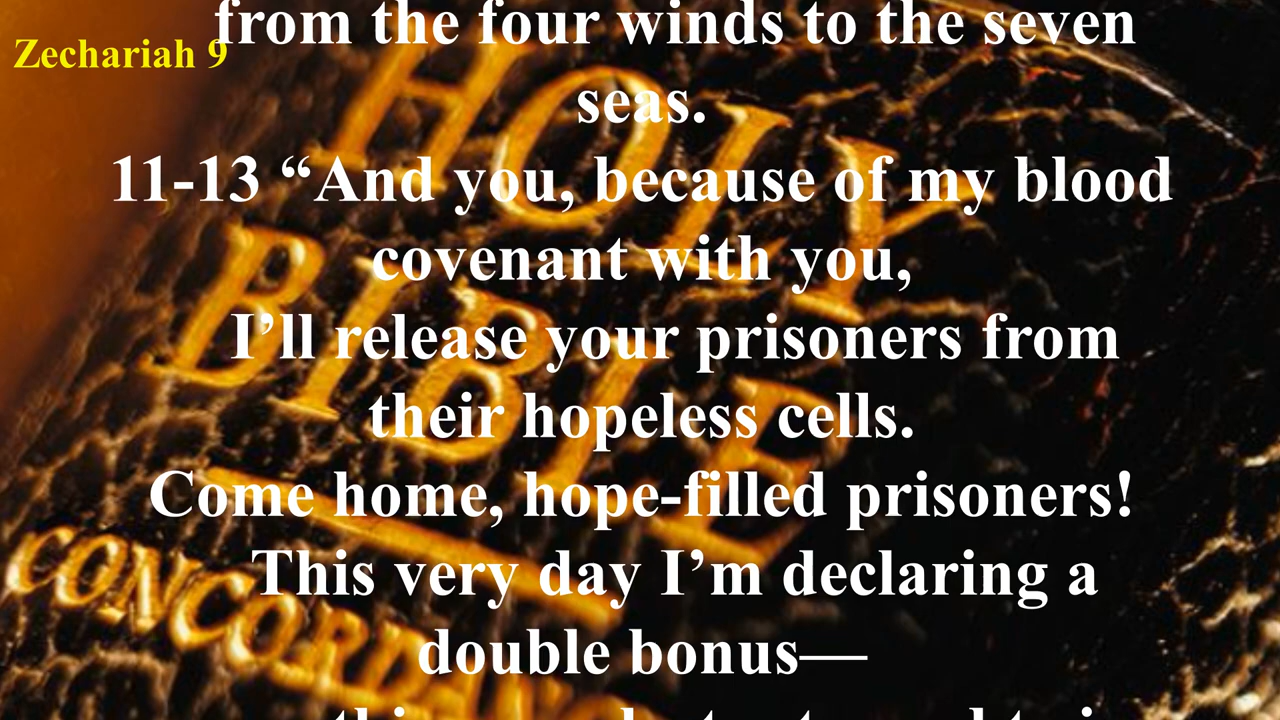 from the four winds to the seven
Zechariah 9
seas.
11-13 “And you, because of my blood
covenant with you,
I’ll release your prisoners from
their hopeless cells.
Come home, hope-filled prisoners!
This very day I’m declaring a
double bonus—
HOLY
BIBLE